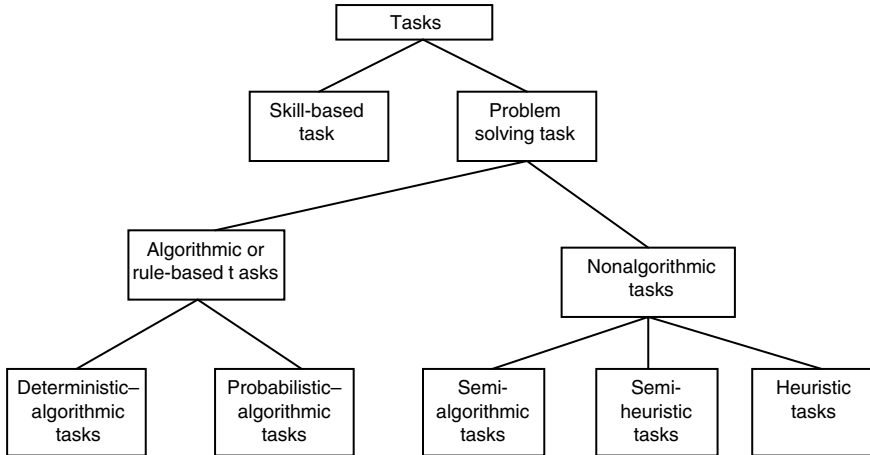 Tasks
Skill-based
task
Problem
solving task
Algorithmic or
rule-based t asks
Nonalgorithmic
tasks
Deterministic–
algorithmic
tasks
Probabilistic–
algorithmic
tasks
Semi-
algorithmic
tasks
Semi-
heuristic
tasks
Heuristic
tasks